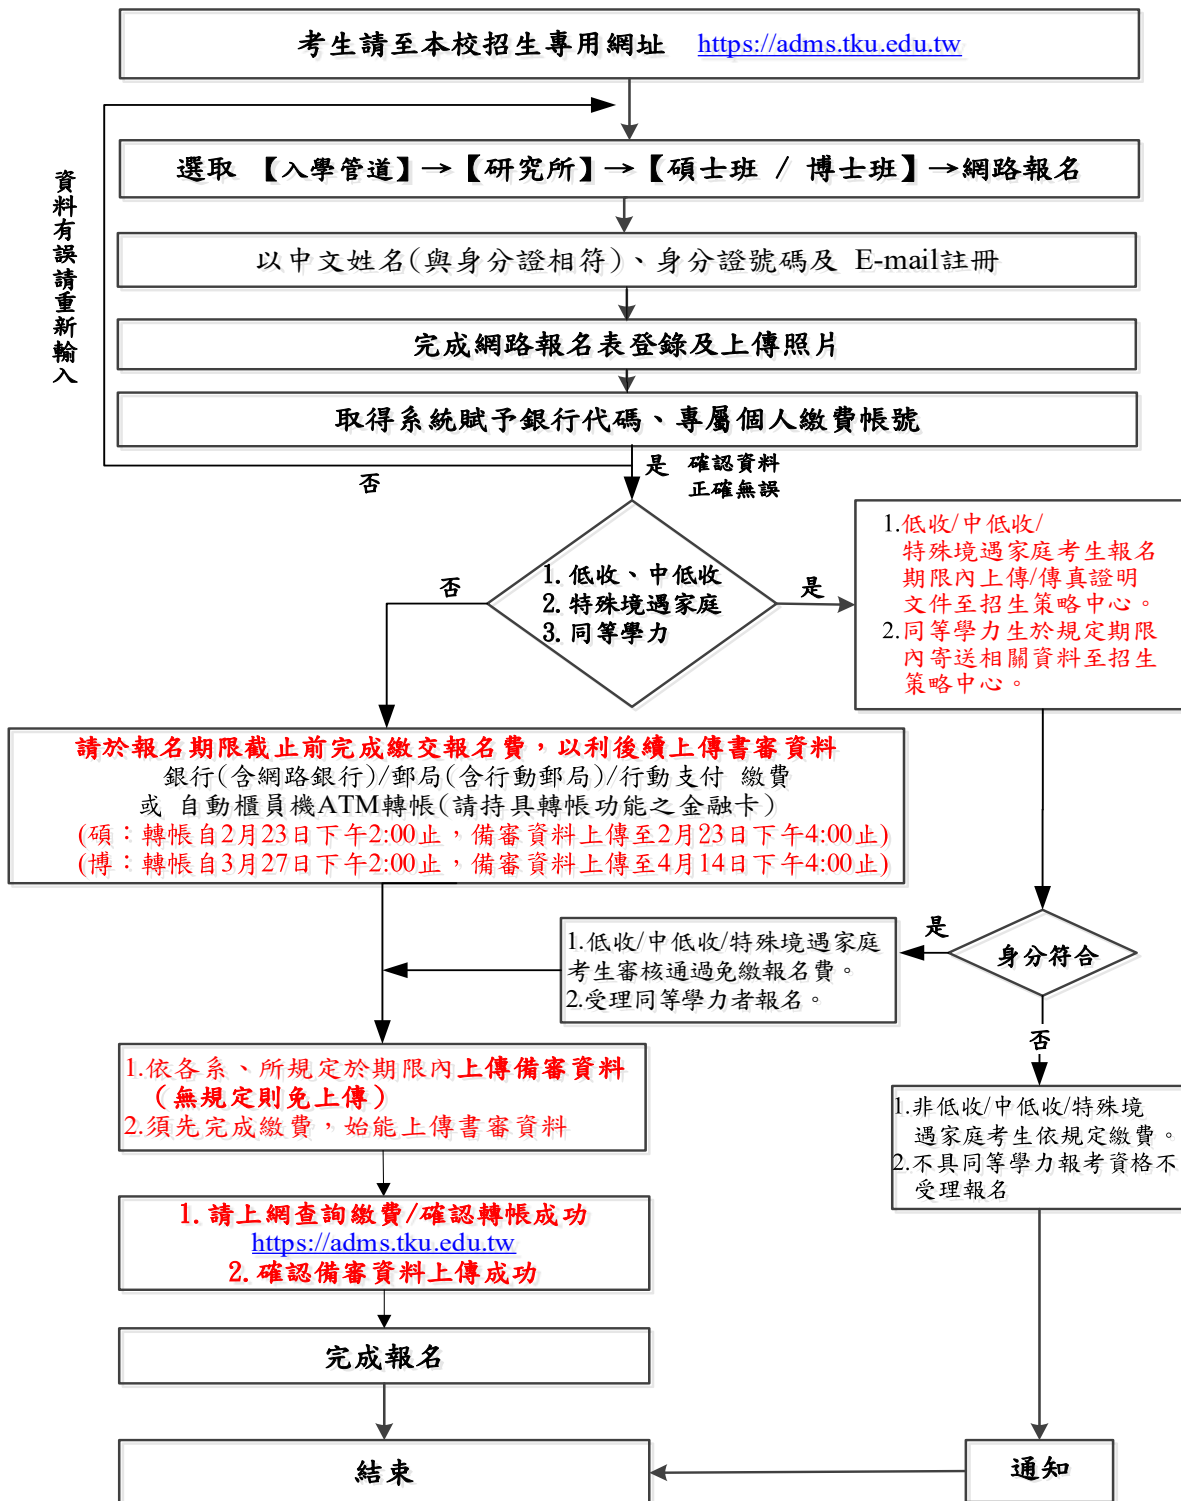 考生請至本校招生專用網址 https://adms.tku.edu.tw
選取 【入學管道】→【研究所】→【碩士班 / 博士班】→網路報名
資料有誤請重新輸入
以中文姓名(與身分證相符)、身分證號碼及 E-mail註冊
完成網路報名表登錄及上傳照片
取得系統賦予銀行代碼、專屬個人繳費帳號
否
是 確認資料
正確無誤
1. 低收、中低收
2. 特殊境遇家庭
3. 同等學力
否
是
1.低收/中低收/
特殊境遇家庭考生報名
期限內上傳/傳真證明
文件至招生策略中心。
2.同等學力生於規定期限
內寄送相關資料至招生
策略中心。
請於報名期限截止前完成繳交報名費，以利後續上傳書審資料
銀行(含網路銀行)/郵局(含行動郵局)/行動支付 繳費
或 自動櫃員機ATM轉帳(請持具轉帳功能之金融卡)
(碩：轉帳自2月23日下午2:00止，備審資料上傳至2月23日下午4:00止)
(博：轉帳自3月27日下午2:00止，備審資料上傳至4月14日下午4:00止)
身分符合
是
1.低收/中低收/特殊境遇家庭
考生審核通過免繳報名費。
2.受理同等學力者報名。
否
1.依各系、所規定於期限內上傳備審資料
（無規定則免上傳）
2.須先完成繳費，始能上傳書審資料
1.非低收/中低收/特殊境
遇家庭考生依規定繳費。
2.不具同等學力報考資格不
受理報名
1. 請上網查詢繳費/確認轉帳成功
https://adms.tku.edu.tw
2. 確認備審資料上傳成功
完成報名
結束
通知